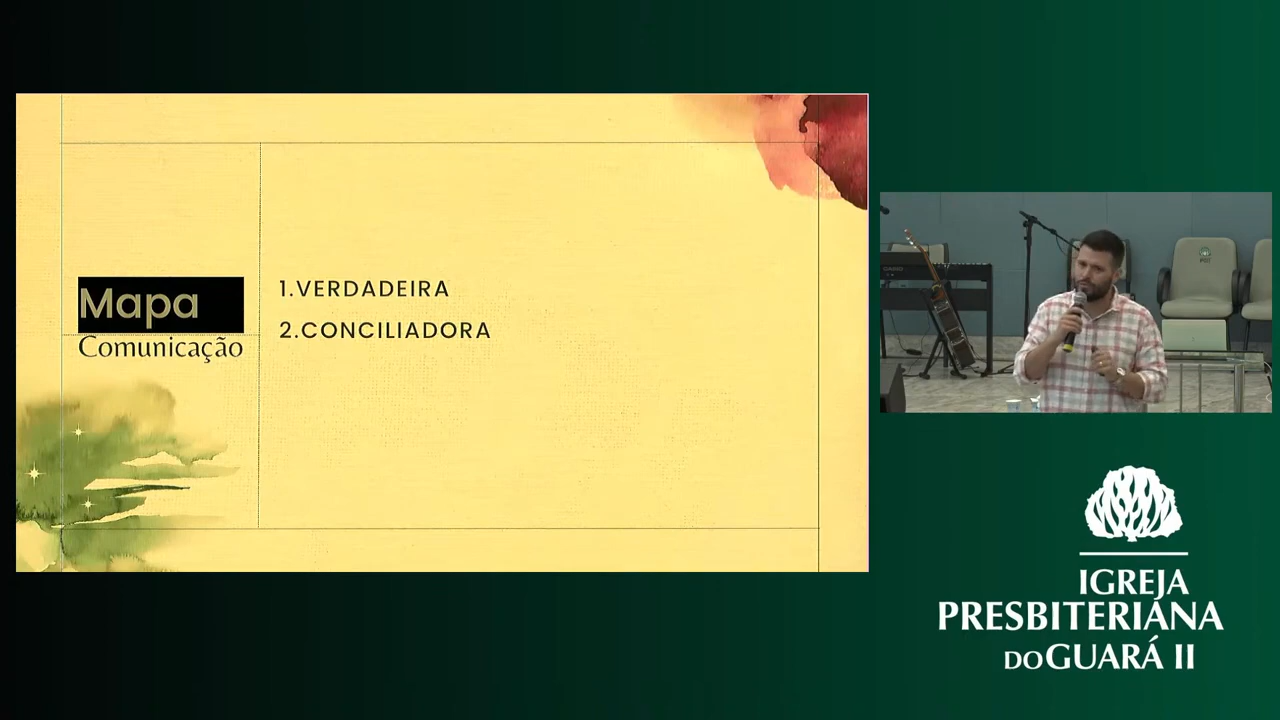 Mapa
Comunicação
1.VERDADEIRA
2.CONCILIADORA
IGREJA
PRESBITERIANA
DO GUARÁ II